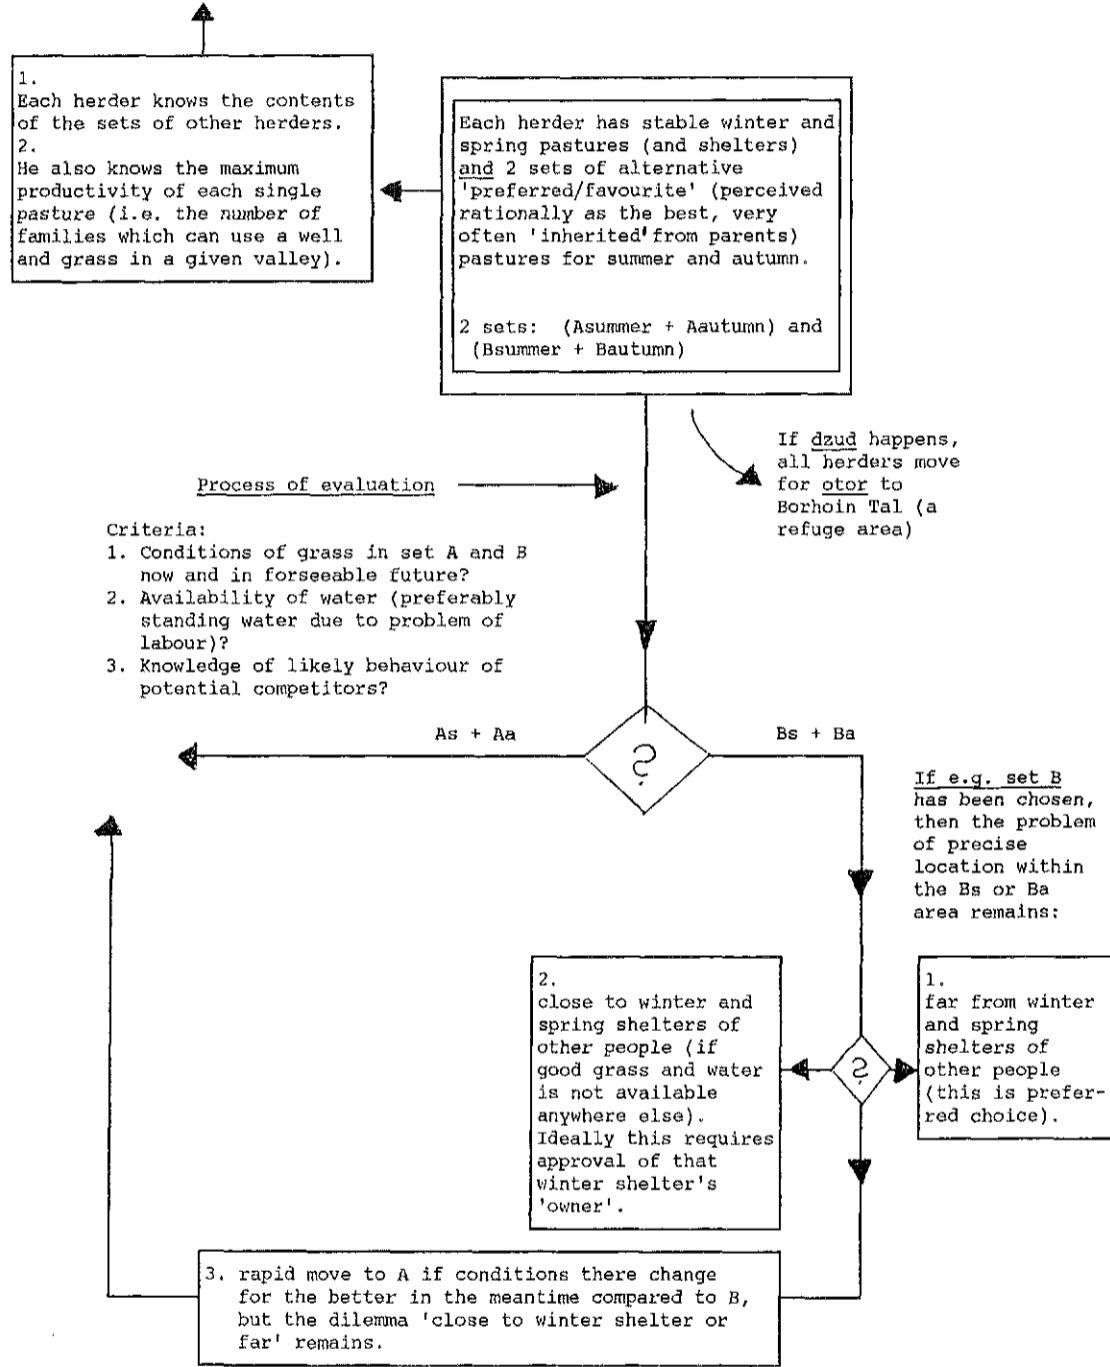 1.
Each herder knows the contents
of the sets of other herders.
2.
He also knows the maximum
productivity of each single
pasture (i.e. the number of
families which can use a well
and grass in a given valley).
Each herder has stable winter and
spring pastures (and shelters)
and 2 sets of alternative
'preferred/favourite' (perceived
rationally as the best, very
often 'inherited' from parents)
pastures for summer and autumn.
2 sets: (Asummer + Aautumn) and
(Bsummer + Bautumn)
If dzud happens,
all herders move
for otor to
Borhoin Tal (a
refuge area)
Process of evaluation
Criteria:
1. Conditions of grass in set A and B
now and in forseeable future?
2. Availability of water (preferably
standing water due to problem of
labour)?
3. Knowledge of likely behaviour of
potential competitors?
As + Aa
?
Bs + Ba
If e.g. set B
has been chosen,
then the problem
of precise
location within
the Bs or Ba
area remains:
2.
close to winter and
spring shelters of
other people (if
good grass and water
is not available
anywhere else).
Ideally this requires
approval of that
winter shelter's
'owner'.
?
1.
far from winter
and spring
shelters of
other people
(this is prefer-
red choice).
3. rapid move to A if conditions there change
for the better in the meantime compared to B,
but the dilemma 'close to winter shelter or
far' remains.